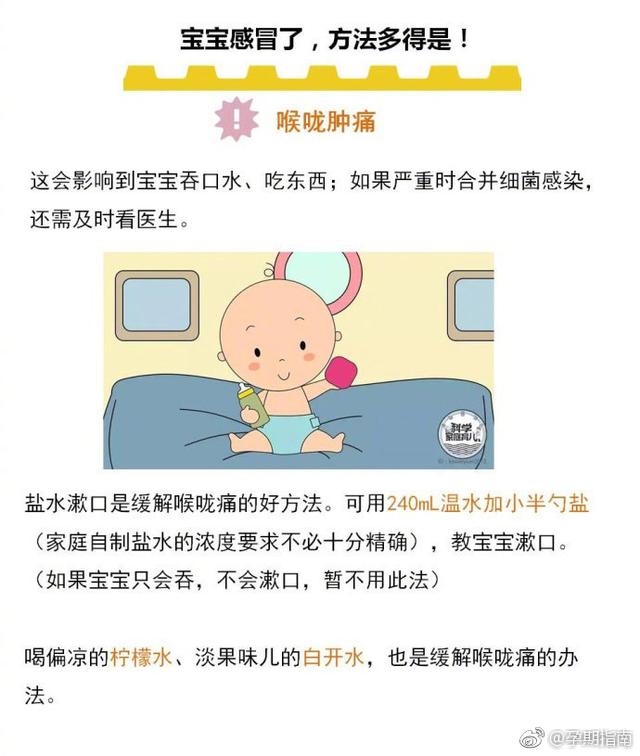 宝宝感冒了，方法多得是！
喉咙肿痛
这会影响到宝宝吞口水、吃东西；如果严重时合并细菌感染，
还需及时看医生。
科学
家庭育儿
盐水漱口是缓解喉咙痛的好方法。可用240mL温水加小半勺盐
（家庭自制盐水的浓度要求不必十分精确），教宝宝漱口。
（如果宝宝只会吞，不会漱口，暂不用此法）
喝偏凉的柠檬水、淡果味儿的白开水，也是缓解喉咙痛的办
法。
@孕期指南